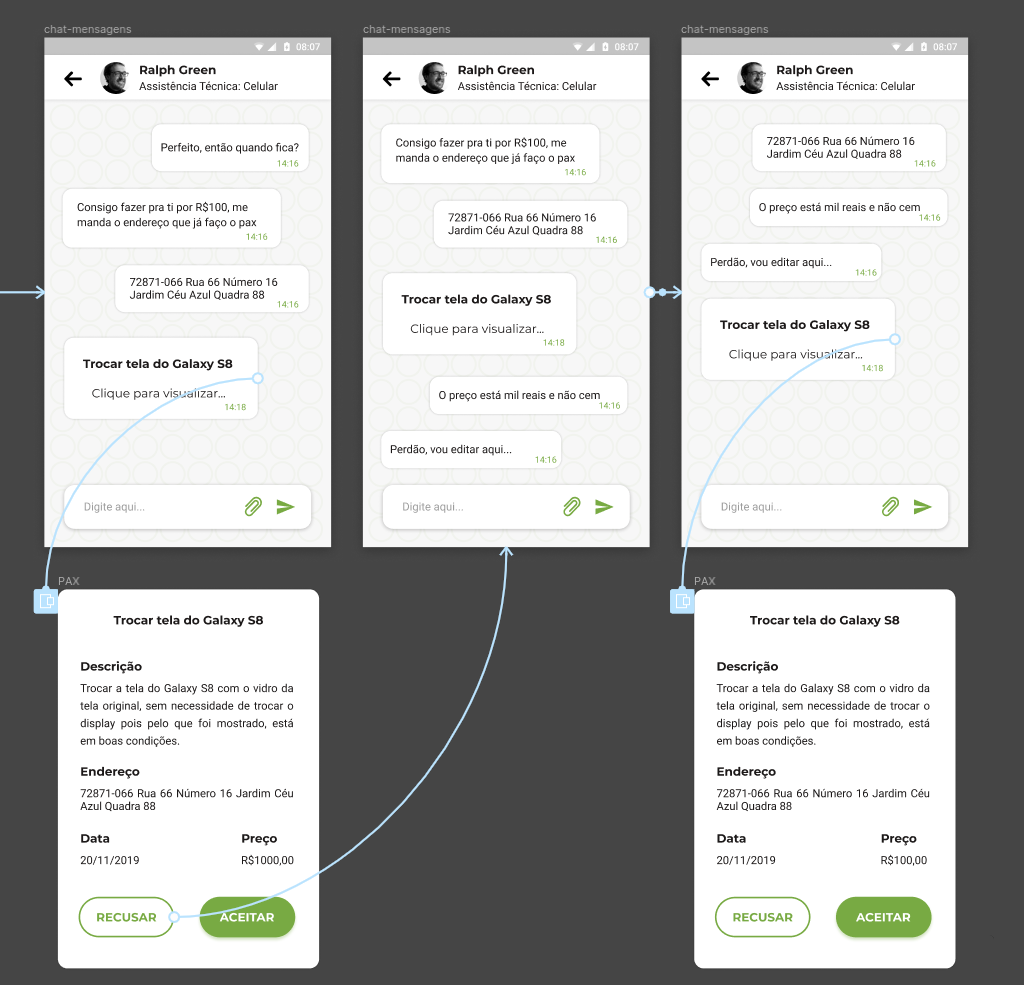 chat-mensagens
08:07
Ralph Green
Assistência Técnica: Celular
Perfeito, então quando fica?
14:16
Consigo fazer pra ti por R$100, me
manda o endereço que já faço o pax
14:16
72871-066 Rua 66 Número 16
Jardim Céu Azul Quadra 88
14:16
Trocar tela do Galaxy S8
Clique para visualizar...
14:18
Digite aqui...
chat-mensagens
08:07
Ralph Green
Assistência Técnica: Celular
Consigo fazer pra ti por R$100, me
manda o endereço que já faço o pax
14:16
72871-066 Rua 66 Número 16
Jardim Céu Azul Quadra 88
14:16
Trocar tela do Galaxy S8
Clique para visualizar...
14:18
O preço está mil reais e não cem
14:16
Perdão, vou editar aqui...
14:16
Digite aqui...
chat-mensagens
08:07
Ralph Green
Assistência Técnica: Celular
72871-066 Rua 66 Número 16
Jardim Céu Azul Quadra 88
14:16
O preço está mil reais e não cem
14:16
Perdão, vou editar aqui...
14:16
Trocar tela do Galaxy S8
Clique para visualizar...
14:18
Digite aqui...
PAX
Trocar tela do Galaxy S8
Descrição
Trocar a tela do Galaxy S8 com o vidro da
tela original, sem necessidade de trocar o
display pois pelo que foi mostrado, está
em boas condições.
Endereço
72871-066 Rua 66 Número 16 Jardim Céu
Azul Quadra 88
Data Preço
20/11/2019 R$1000,00
RECUSAR ACEITAR
PAX
Trocar tela do Galaxy S8
Descrição
Trocar a tela do Galaxy S8 com o vidro da
tela original, sem necessidade de trocar o
display pois pelo que foi mostrado, está
em boas condições.
Endereço
72871-066 Rua 66 Número 16 Jardim Céu
Azul Quadra 88
Data Preço
20/11/2019 R$100,00
RECUSAR ACEITAR